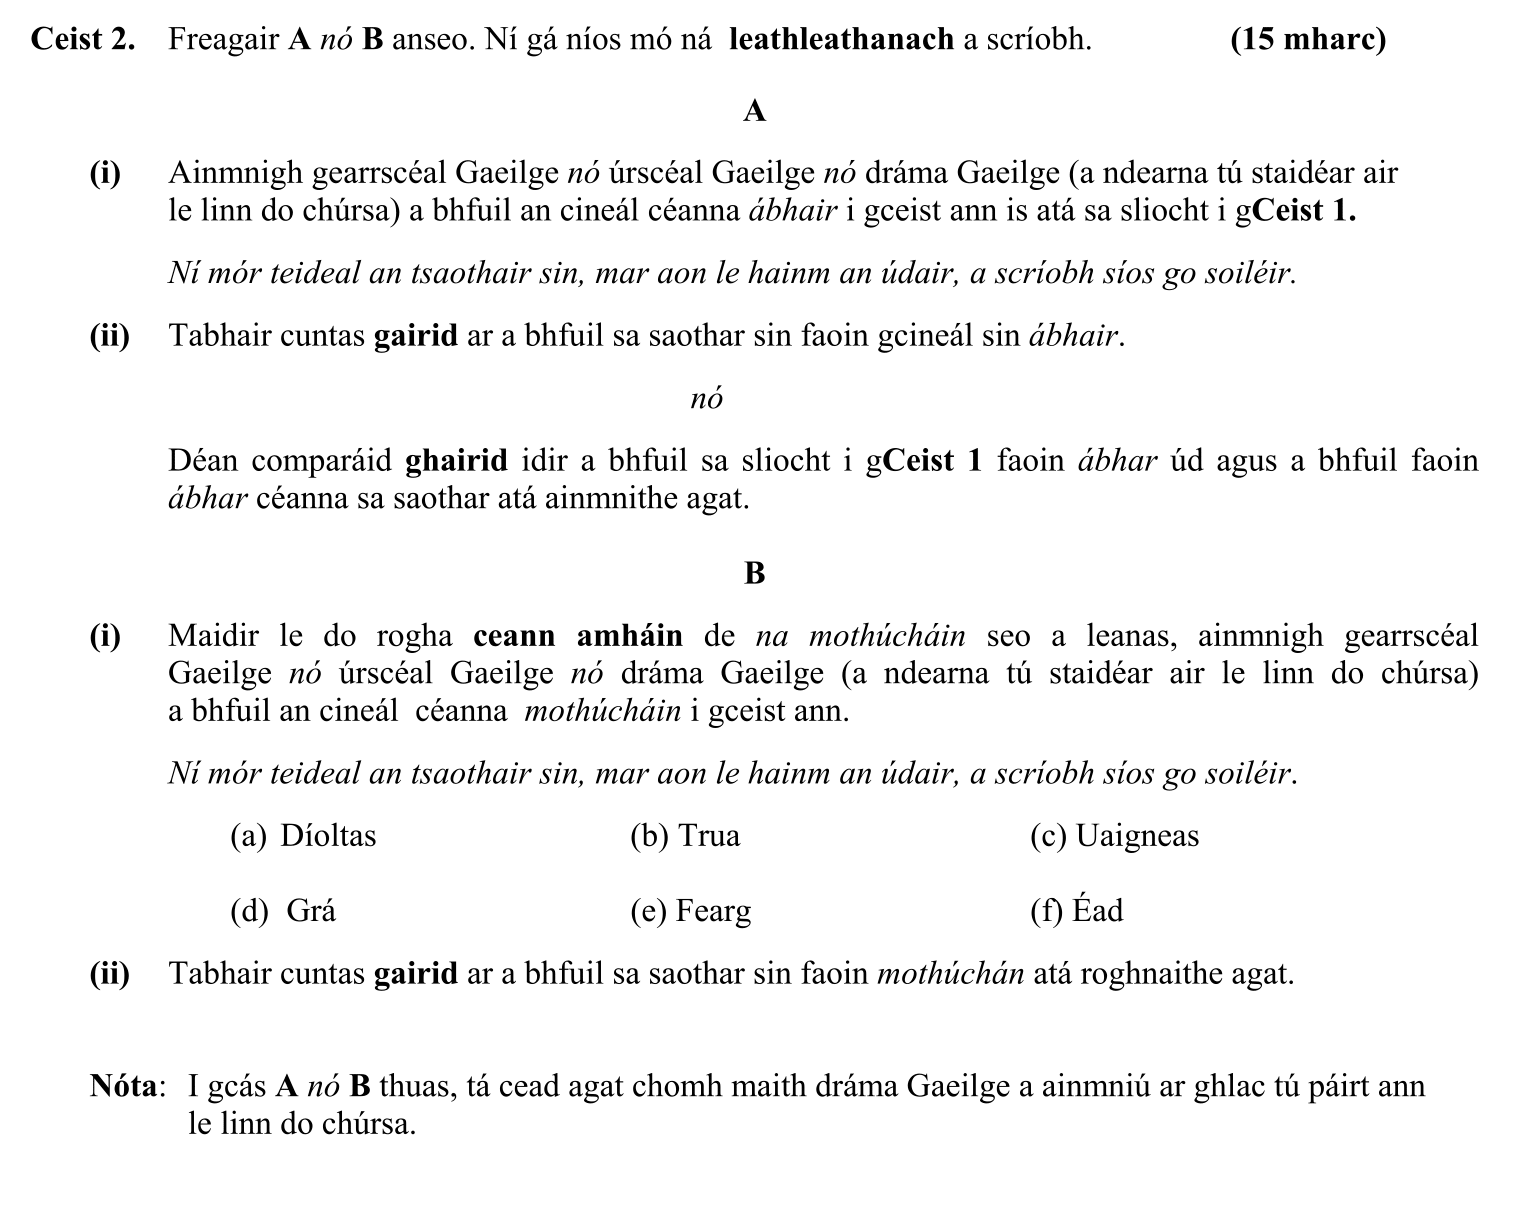 Ceist 2. Freagair A nó B anseo. Ní gá níos mó ná leathleathanach a scríobh. (15 mharc)
A
(i) Ainmnigh gearrscéal Gaeilge nó úrscéal Gaeilge nó dráma Gaeilge (a ndearna tú staidéar air
le linn do chúrsa) a bhfuil an cineál céanna ábhair i gceist ann is atá sa sliocht i gCeist 1.
Ní mór teideal an tsaothair sin, mar aon le hainm an údair, a scríobh síos go soiléir.
(ii) Tabhair cuntas gairid ar a bhfuil sa saothar sin faoin gcineál sin ábhair.
nó
Déan comparáid ghairid idir a bhfuil sa sliocht i gCeist 1 faoin ábhar úd agus a bhfuil faoin
ábhar céanna sa saothar atá ainmnithe agat.
B
(i) Maidir le do rogha ceann amháin de na mothúcháin seo a leanas, ainmnigh gearrscéal
Gaeilge nó úrscéal Gaeilge nó dráma Gaeilge (a ndearna tú staidéar air le linn do chúrsa)
a bhfuil an cineál céanna mothúcháin i gceist ann.
Ní mór teideal an tsaothair sin, mar aon le hainm an údair, a scríobh síos go soiléir.
(a) Díoltas (b) Trua (c) Uaigneas
(d) Grá (e) Fearg (f) Éad
(ii) Tabhair cuntas gairid ar a bhfuil sa saothar sin faoin mothúchán atá roghnaithe agat.
Nóta: I gcás A nó B thuas, tá cead agat chomh maith dráma Gaeilge a ainmniú ar ghlac tú páirt ann
le linn do chúrsa.